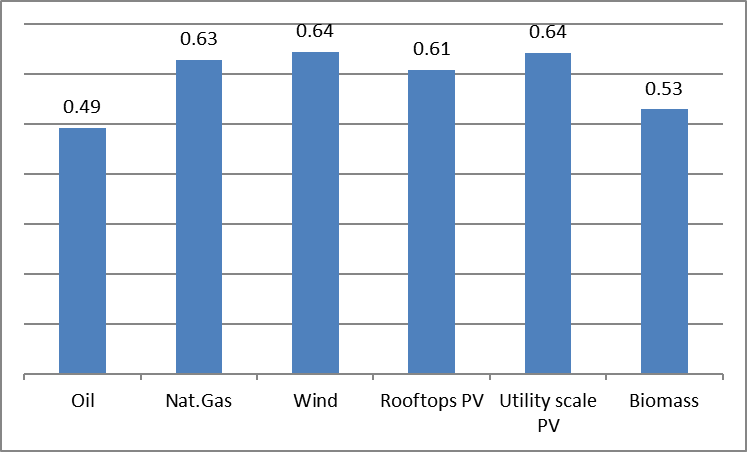 0.49
0.63
0.64
0.61
0.64
0.53
Oil
Nat.Gas
Wind
Rooftops PV
Utility scale
PV
Biomass